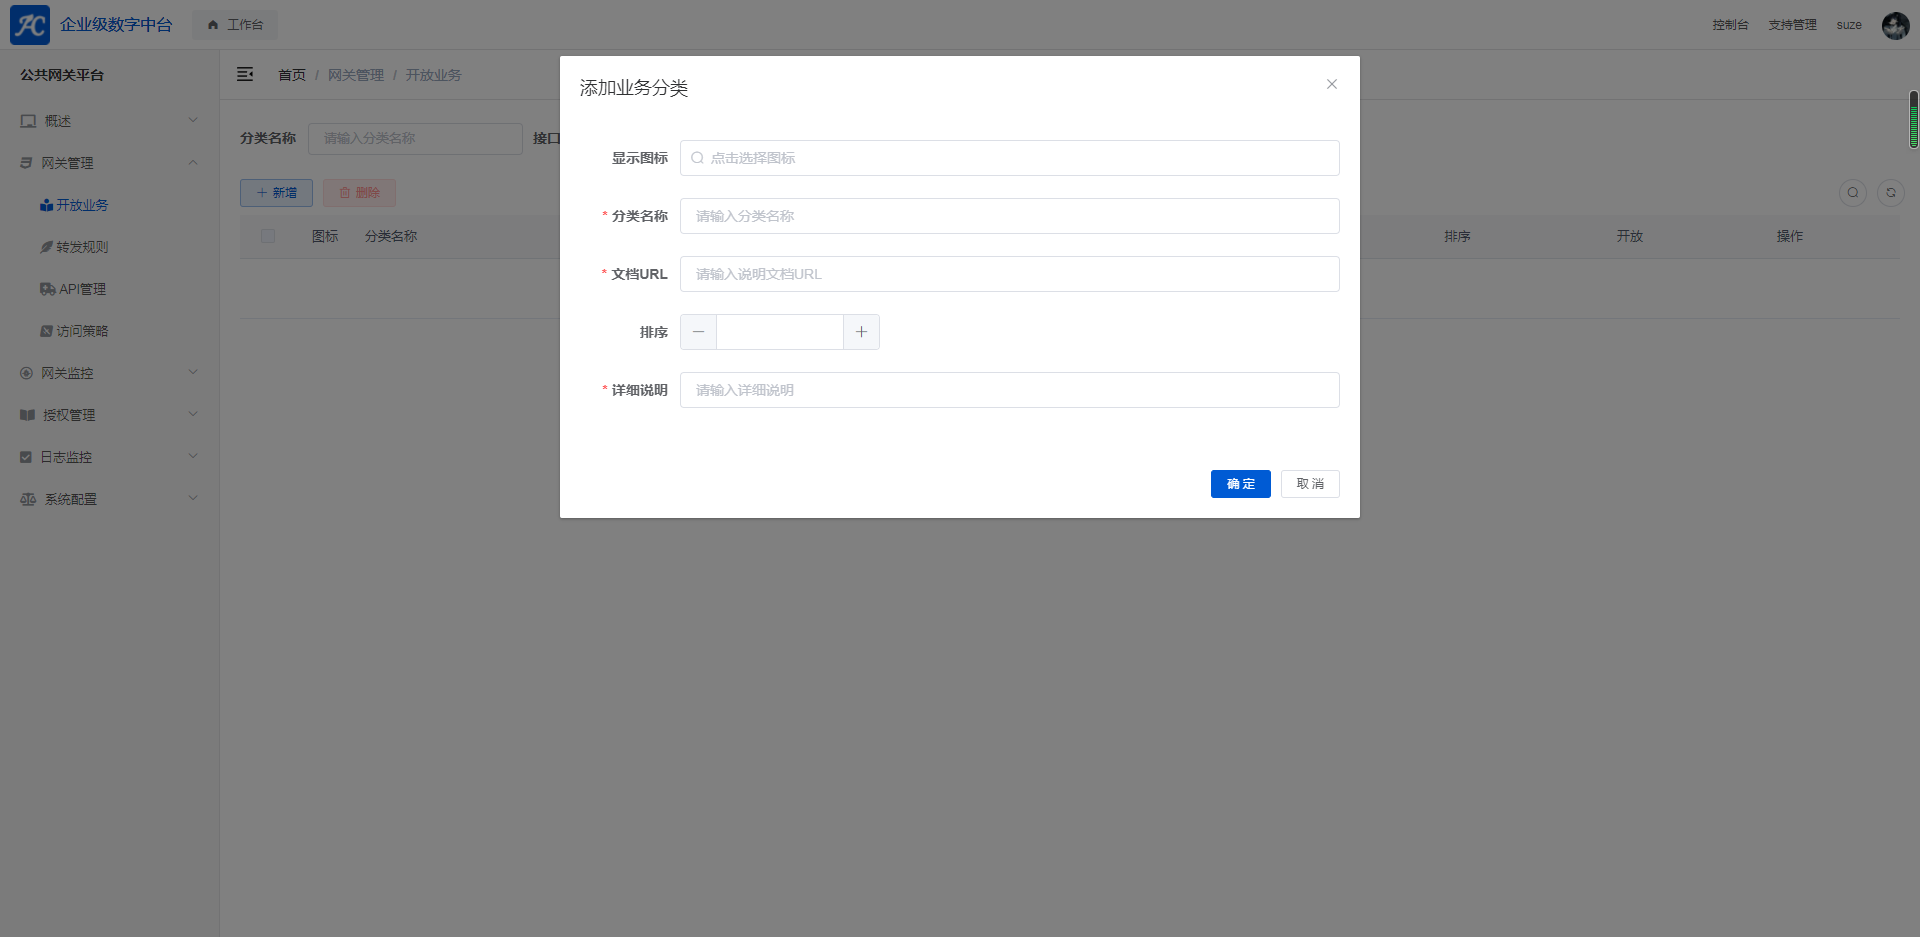 企业级数字中台
工作台
控制台
支持管理
suze
公共网关平台
概述
网关管理
开放业务
转发规则
API管理
访问策略
网关监控
授权管理
日志监控
系统配置
首页 / 网关管理 / 开放业务
分类名称
请输入分类名称
接口
新增
删除
图标
分类名称
排序
开放
操作
添加业务分类
显示图标
点击选择图标
* 分类名称
请输入分类名称
* 文档URL
请输入说明文档URL
排序
* 详细说明
请输入详细说明
确 定
取 消